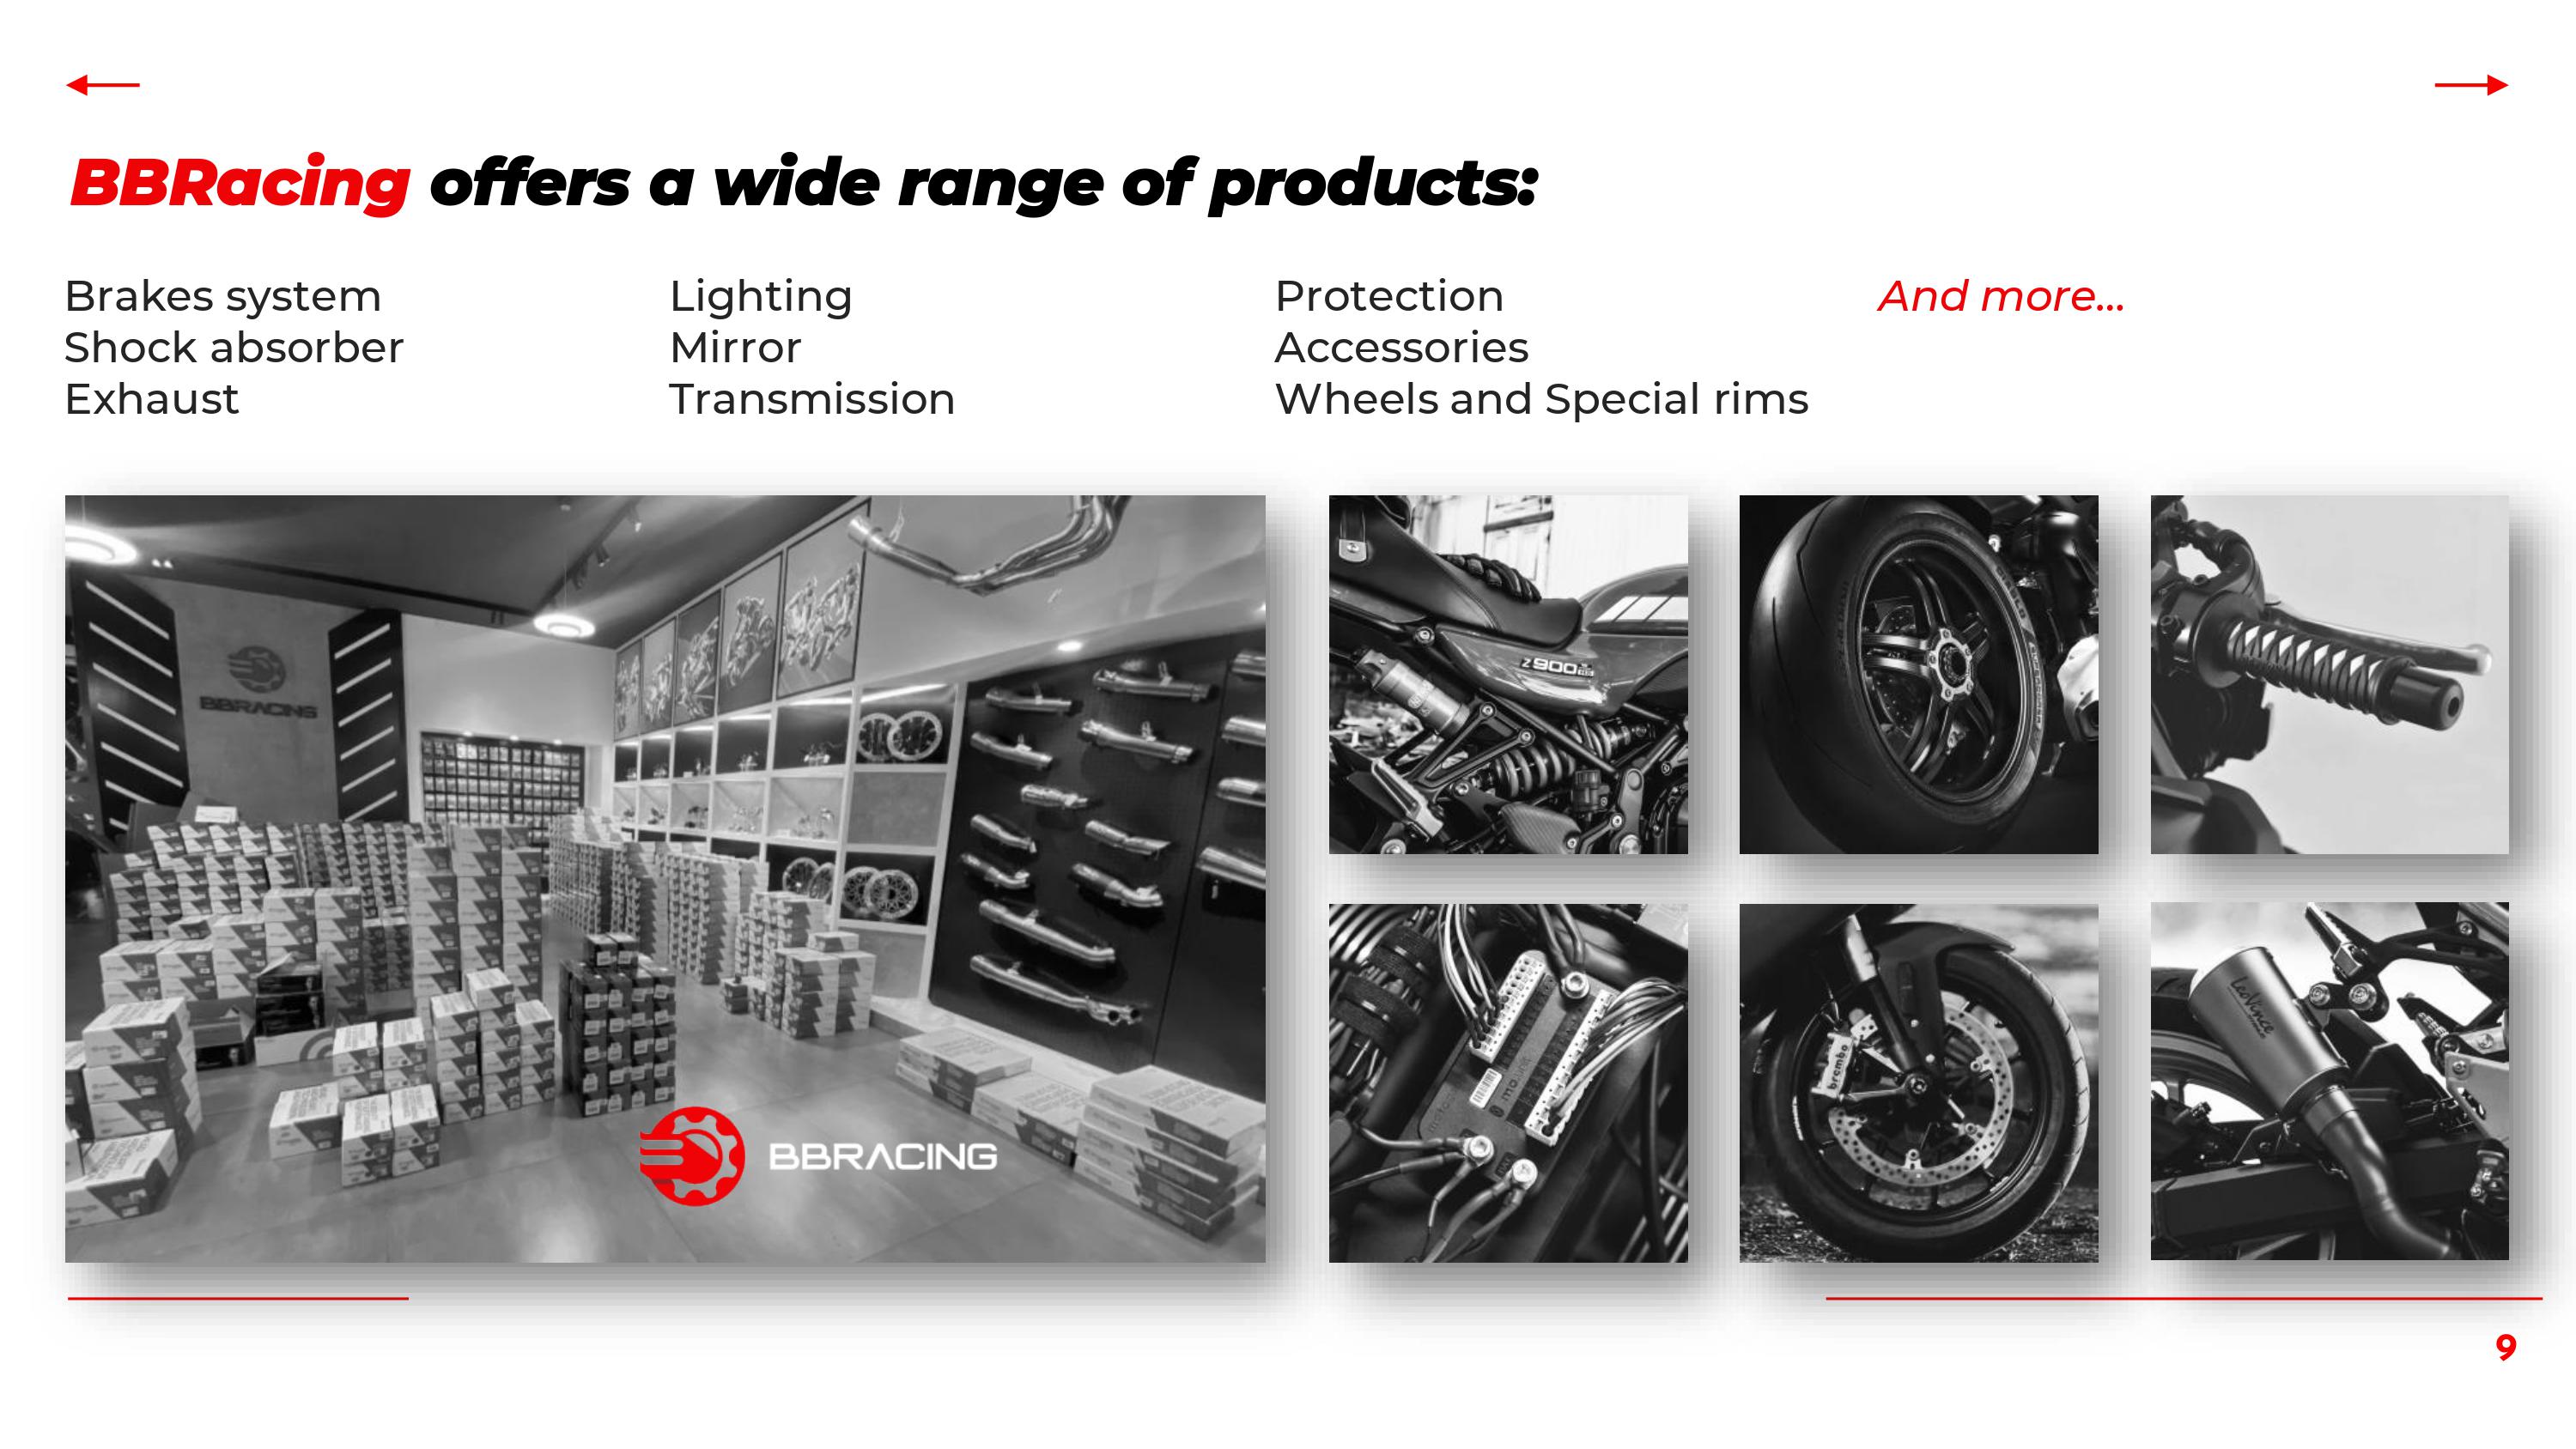 BBRacing offers a wide range of products:
Brakes system
Shock absorber
Exhaust
Lighting
Mirror
Transmission
Protection
Accessories
Wheels and Special rims
And more...
BBRACING
BBRACING
Z900RS
brembo
LeoVince
9